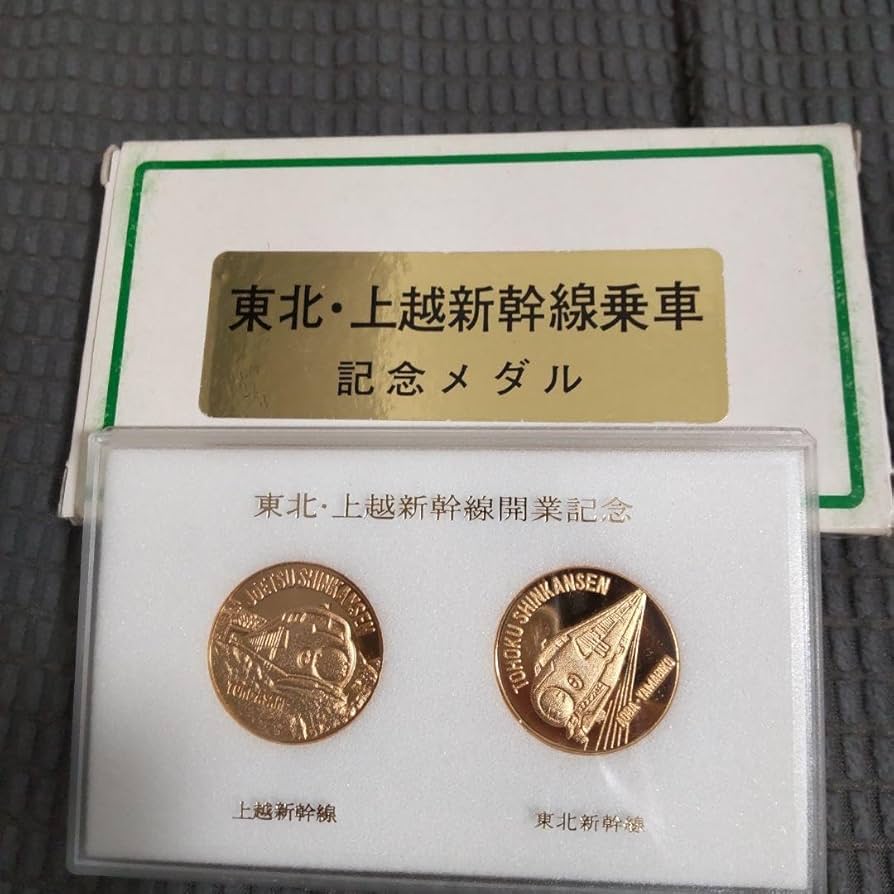 東北・上越新幹線乗車
記念メダル
東北・上越新幹線開業記念
JOETSU SHINKANSEN
TOHOKU SHINKANSEN
AOBA・YAMABIKO
上越新幹線
東北新幹線